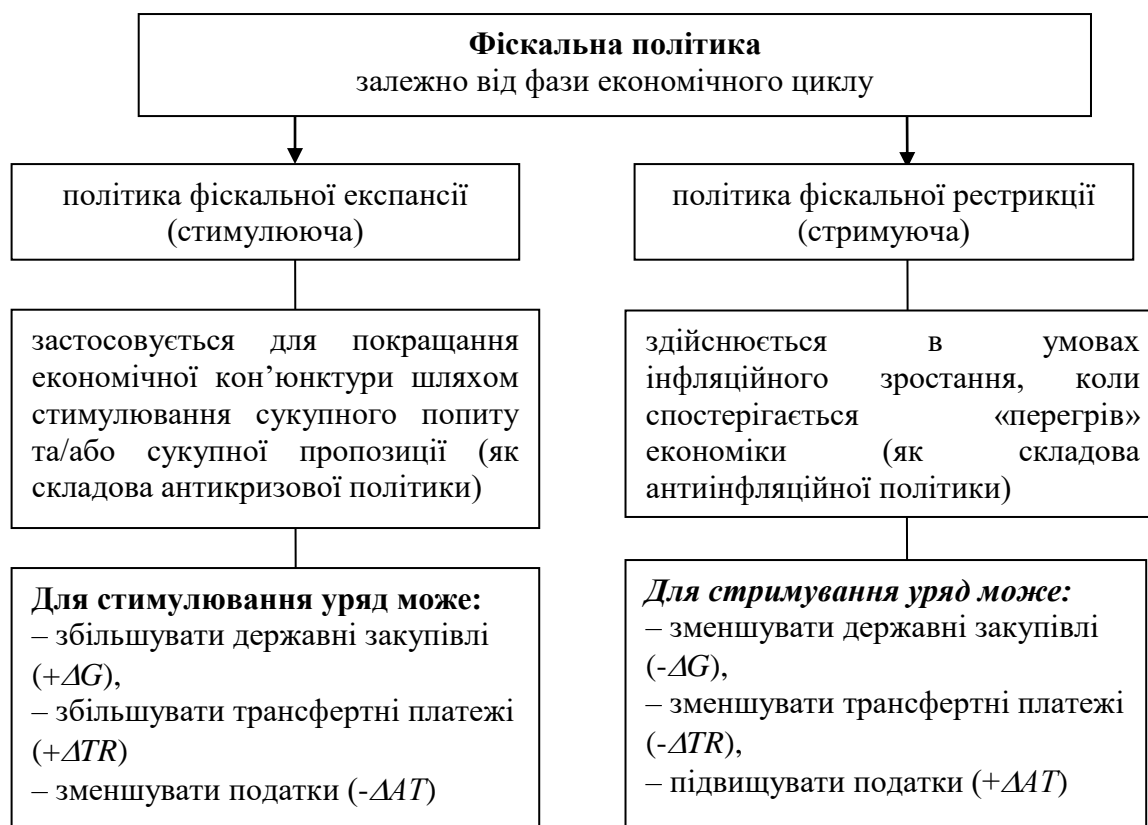 Фіскальна політика
залежно від фази економічного циклу
політика фіскальної експансії
(стимулююча)
політика фіскальної рестрикції
(стримуюча)
застосовується для покращання
економічної кон’юнктури шляхом
стимулювання сукупного попиту
та/або сукупної пропозиції (як
складова антикризової політики)
здійснюється в умовах
інфляційного зростання, коли
спостерігається «перегрів»
економіки (як складова
антиінфляційної політики)
Для стимулювання уряд може:
– збільшувати державні закупівлі
(+ΔG),
– збільшувати трансфертні платежі
(+ΔTR)
– зменшувати податки (-ΔAT)
Для стримування уряд може:
– зменшувати державні закупівлі
(-ΔG),
– зменшувати трансфертні платежі
(-ΔTR),
– підвищувати податки (+ΔAT)